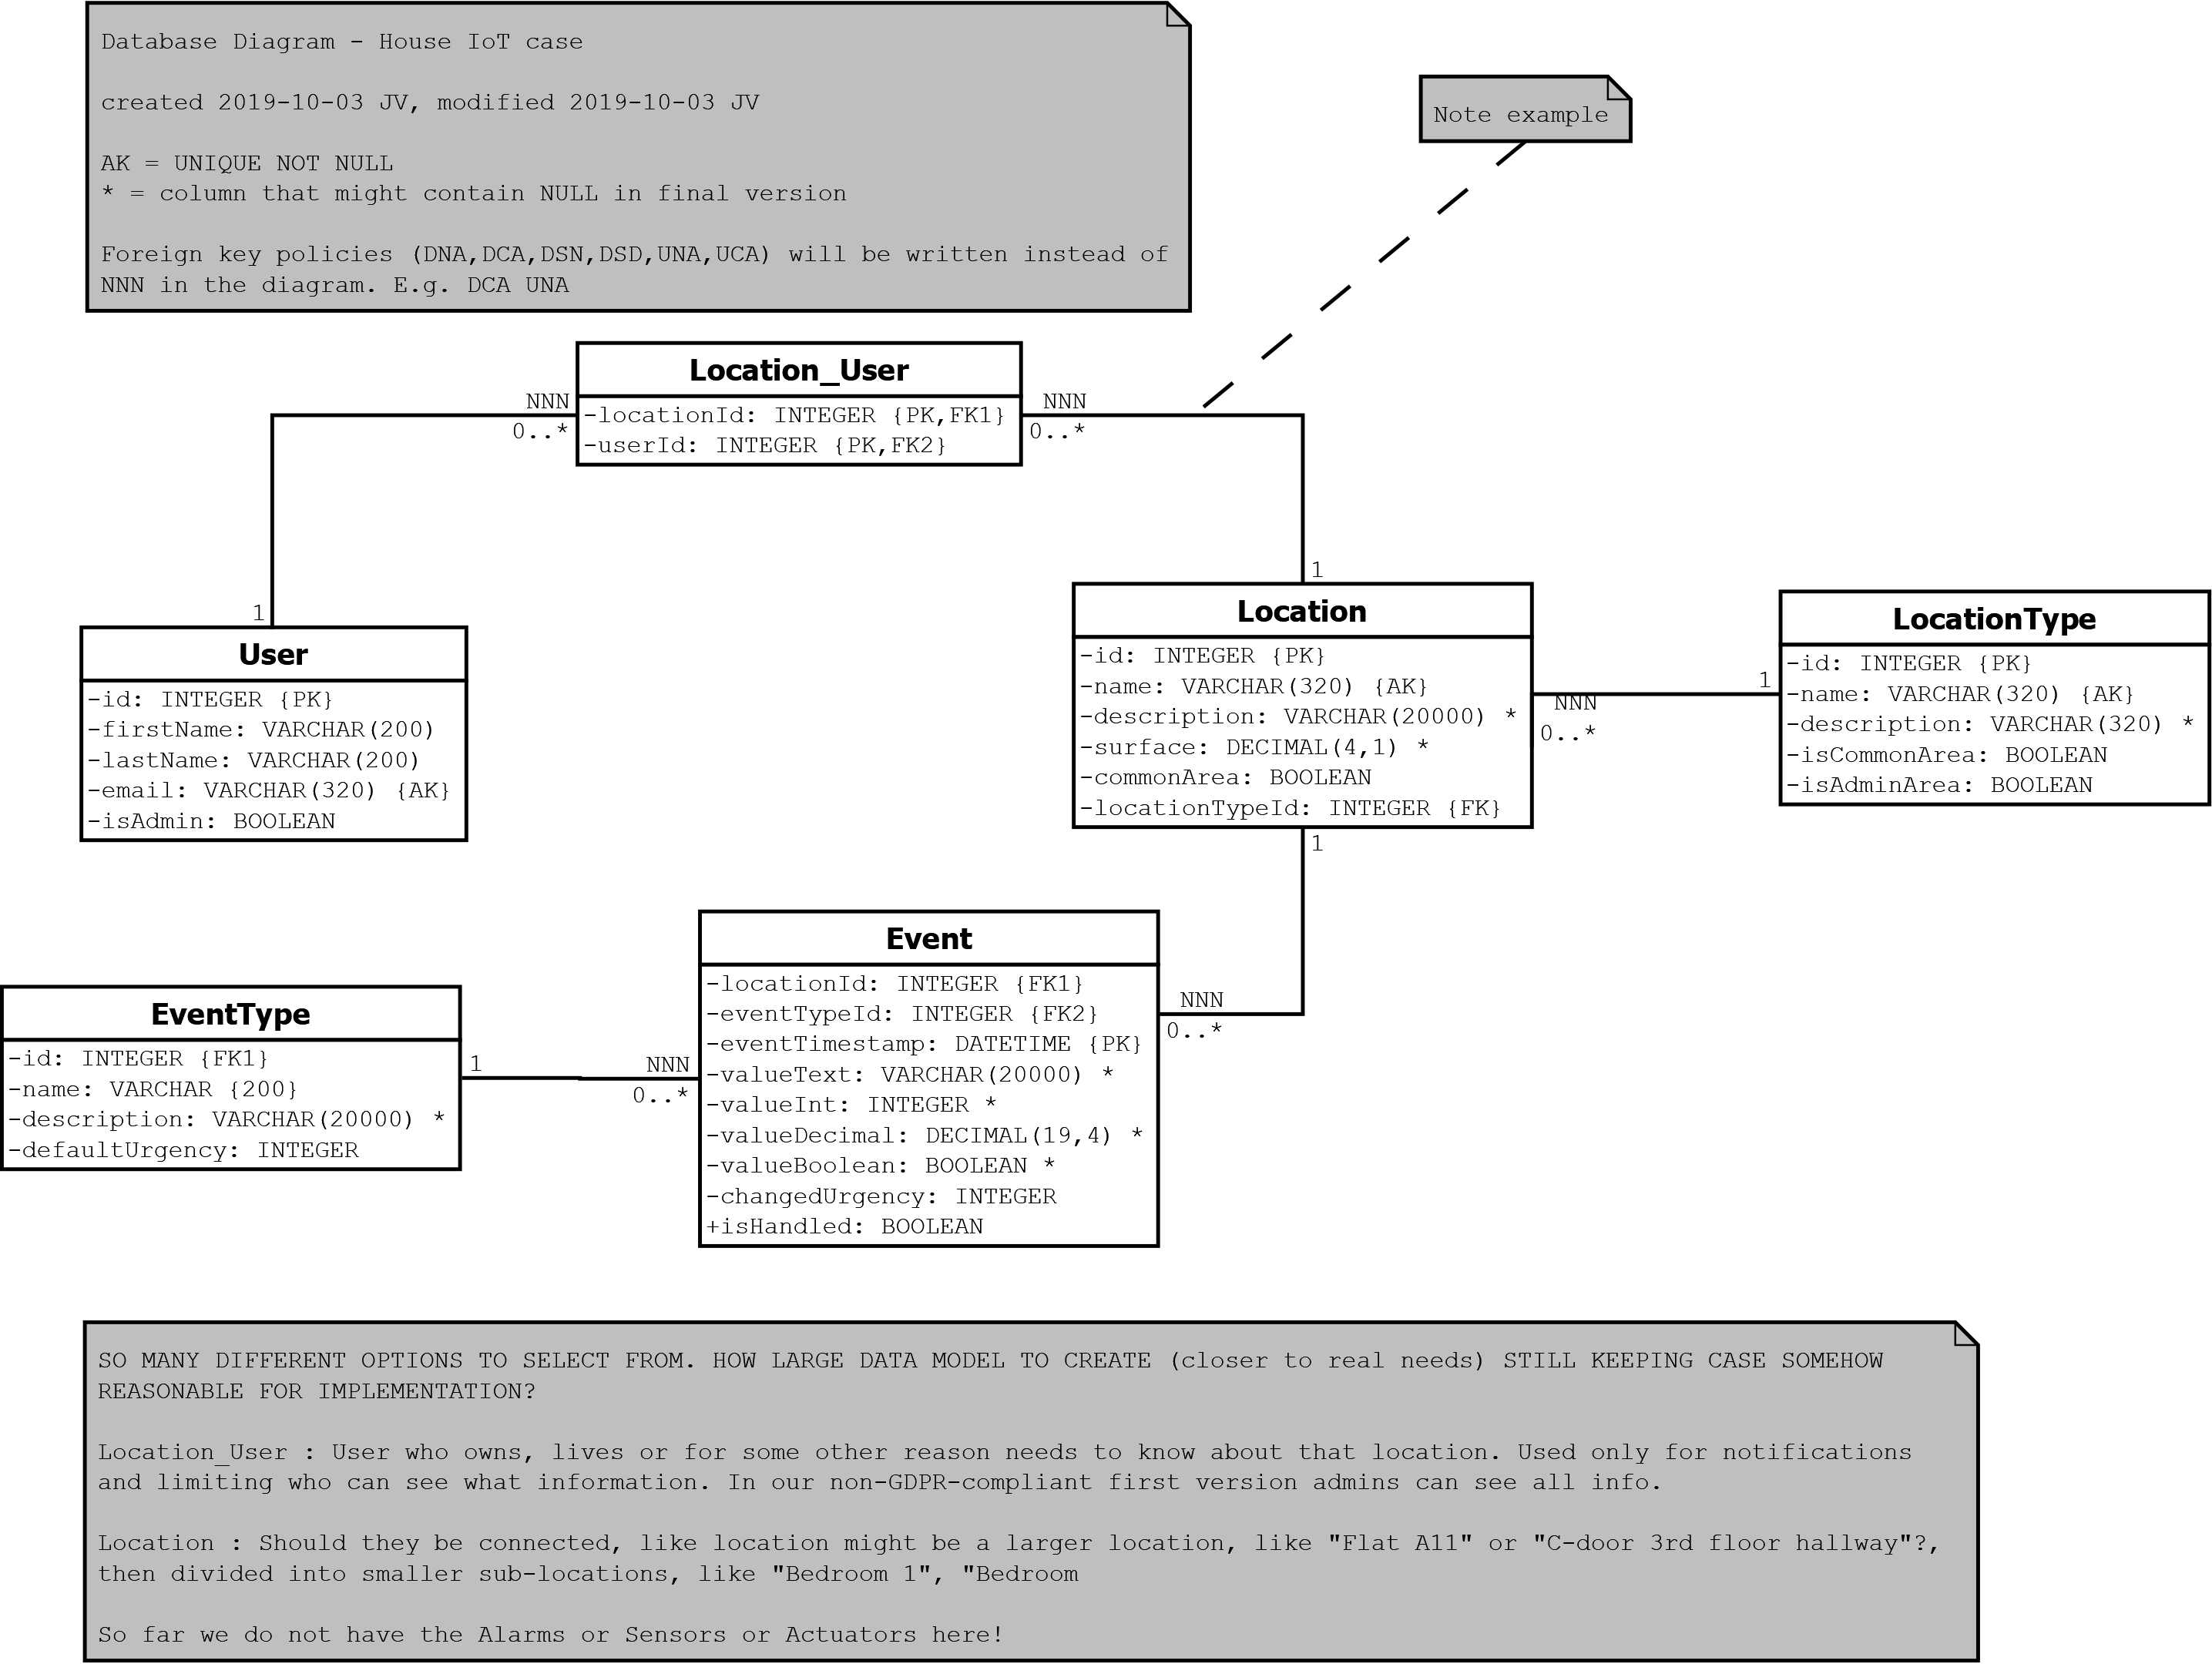 Database Diagram - House IoT case
created 2019-10-03 JV, modified 2019-10-03 JV
AK = UNIQUE NOT NULL
* = column that might contain NULL in final version
Foreign key policies (DNA,DCA,DSN,DSD,UNA,UCA) will be written instead of
NNN in the diagram. E.g. DCA UNA
Note example
Location_User
-locationId: INTEGER {PK,FK1}
-userId: INTEGER {PK,FK2}
NNN
0..*
NNN
0..*
1
1
User
-id: INTEGER {PK}
-firstName: VARCHAR(200)
-lastName: VARCHAR(200)
-email: VARCHAR(320) {AK}
-isAdmin: BOOLEAN
Location
-id: INTEGER {PK}
-name: VARCHAR(320) {AK}
-description: VARCHAR(20000) *
-surface: DECIMAL(4,1) *
-commonArea: BOOLEAN
-locationTypeId: INTEGER {FK}
NNN
0..*
1
LocationType
-id: INTEGER {PK}
-name: VARCHAR(320) {AK}
-description: VARCHAR(320) *
-isCommonArea: BOOLEAN
-isAdminArea: BOOLEAN
1
NNN
0..*
Event
-locationId: INTEGER {FK1}
-eventTypeId: INTEGER {FK2}
-eventTimestamp: DATETIME {PK}
-valueText: VARCHAR(20000) *
-valueInt: INTEGER *
-valueDecimal: DECIMAL(19,4) *
-valueBoolean: BOOLEAN *
-changedUrgency: INTEGER
+isHandled: BOOLEAN
EventType
-id: INTEGER {FK1}
-name: VARCHAR {200}
-description: VARCHAR(20000) *
-defaultUrgency: INTEGER
1
NNN
0..*
SO MANY DIFFERENT OPTIONS TO SELECT FROM. HOW LARGE DATA MODEL TO CREATE (closer to real needs) STILL KEEPING CASE SOMEHOW
REASONABLE FOR IMPLEMENTATION?
Location_User : User who owns, lives or for some other reason needs to know about that location. Used only for notifications
and limiting who can see what information. In our non-GDPR-compliant first version admins can see all info.
Location : Should they be connected, like location might be a larger location, like "Flat A11" or "C-door 3rd floor hallway"?,
then divided into smaller sub-locations, like "Bedroom 1", "Bedroom
So far we do not have the Alarms or Sensors or Actuators here!